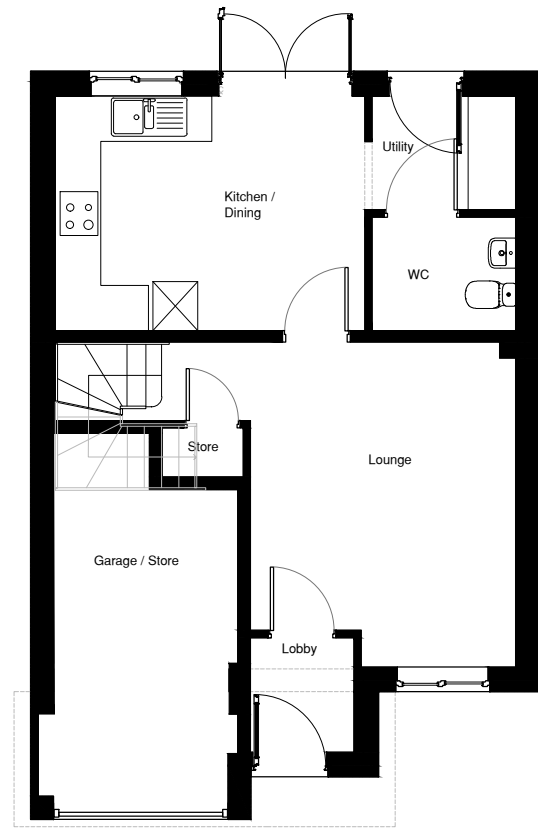 Utility
Kitchen /
Dining
WC
Store
Lounge
Garage / Store
Lobby